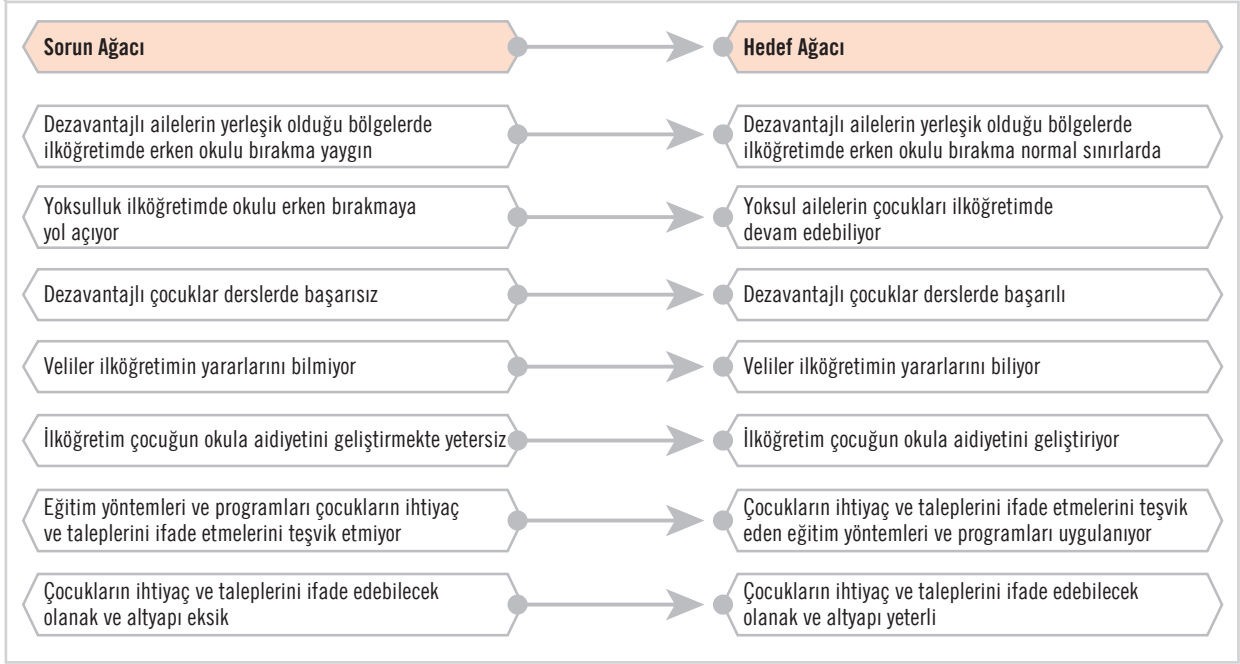 Sorun Ağacı
Hedef Ağacı
Dezavantajlı ailelerin yerleşik olduğu bölgelerde
ilköğretimde erken okulu bırakma yaygın
Dezavantajlı ailelerin yerleşik olduğu bölgelerde
ilköğretimde erken okulu bırakma normal sınırlarda
Yoksulluk ilköğretimde okulu erken bırakmaya
yol açıyor
Yoksul ailelerin çocukları ilköğretimde
devam edebiliyor
Dezavantajlı çocuklar derslerde başarısız
Dezavantajlı çocuklar derslerde başarılı
Veliler ilköğretimin yararlarını bilmiyor
Veliler ilköğretimin yararlarını biliyor
İlköğretim çocuğun okula aidiyetini geliştirmekte yetersiz
İlköğretim çocuğun okula aidiyetini geliştiriyor
Eğitim yöntemleri ve programları çocukların ihtiyaç
ve taleplerini ifade etmelerini teşvik etmiyor
Çocukların ihtiyaç ve taleplerini ifade etmelerini teşvik
eden eğitim yöntemleri ve programları uygulanıyor
Çocukların ihtiyaç ve taleplerini ifade edebilecek
olanak ve altyapı eksik
Çocukların ihtiyaç ve taleplerini ifade edebilecek
olanak ve altyapı yeterli